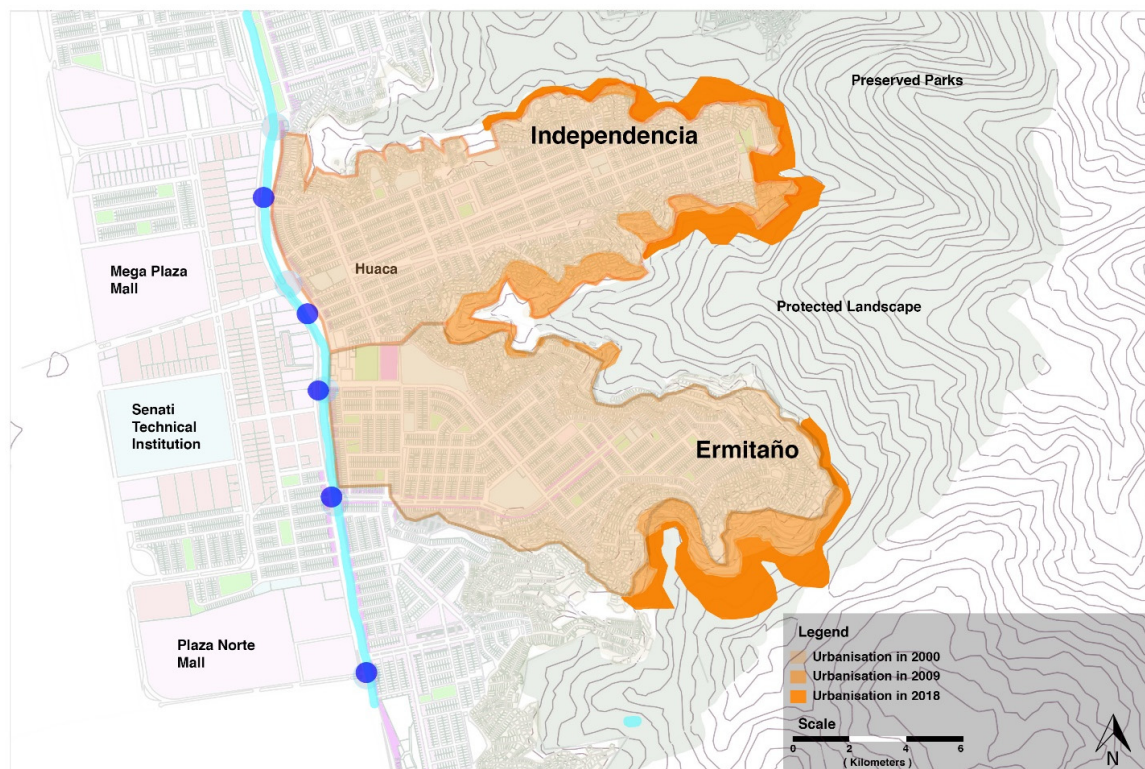 Preserved Parks
Independencia
Huaca
Mega Plaza
Mall
Protected Landscape
Senati
Technical
Institution
Ermitaño
Plaza Norte
Mall
Legend
Urbanisation in 2000
Urbanisation in 2009
Urbanisation in 2018
Scale
0 2 4 6
( Kilometers )
N